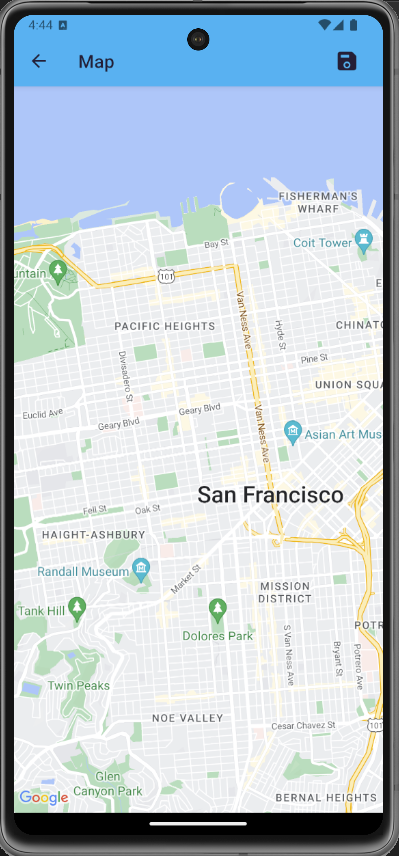 4:44
Map
FISHERMAN'S
WHARF
Bay St
Coit Tower
untain
101
Van Ness Ave
Hyde St
PACIFIC HEIGHTS
CHINATO
Divisadero St
Pine St
UNION SQUA
Euclid Ave
Geary Blvd
Geary Blvd
Van Ness Ave
Asian Art Mus
San Francisco
Fell St
Oak St
HAIGHT-ASHBURY
Randall Museum
Market St
MISSION
DISTRICT
Tank Hill
Dolores Park
POTR
S Van Ness Ave
Bryant St
Potrero Ave
Twin Peaks
NOE VALLEY
Cesar Chavez St
101
Glen
Canyon Park
Google
BERNAL HEIGHTS